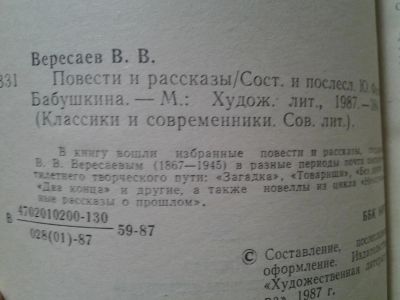 Вересаев В. В.
831 Повести и рассказы/Сост. и послесл. Ю.
Бабушкина. — М.: Худож. лит., 1987.—
(Классики и современники. Сов. лит.).
В книгу вошли избранные повести и рассказы,
В. В. Вересаевым (1867—1945) в разные периоды почти
тилетнего творческого пути: «Загадка», «Товарищи», «Без
«Два конца» и другие, а также новеллы из цикла
ные рассказы о прошлом».
В 4702010200-130
028(01)-87
59-87
ББК
© Составление,
оформление.
«Художественная
1987 г.